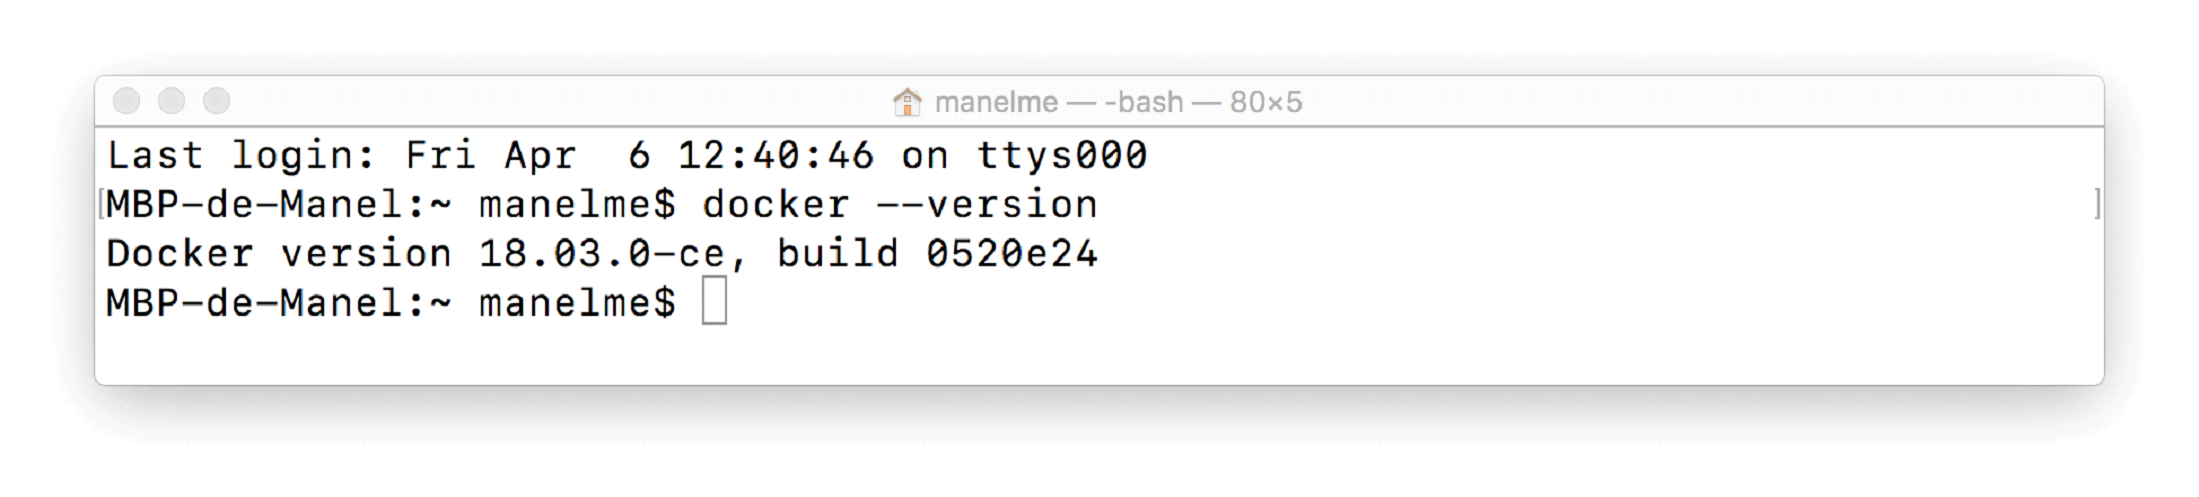 manelme — -bash — 80×5
Last login: Fri Apr  6 12:40:46 on ttys000
[MBP-de-Manel:~ manelme$ docker --version ]
Docker version 18.03.0-ce, build 0520e24
MBP-de-Manel:~ manelme$